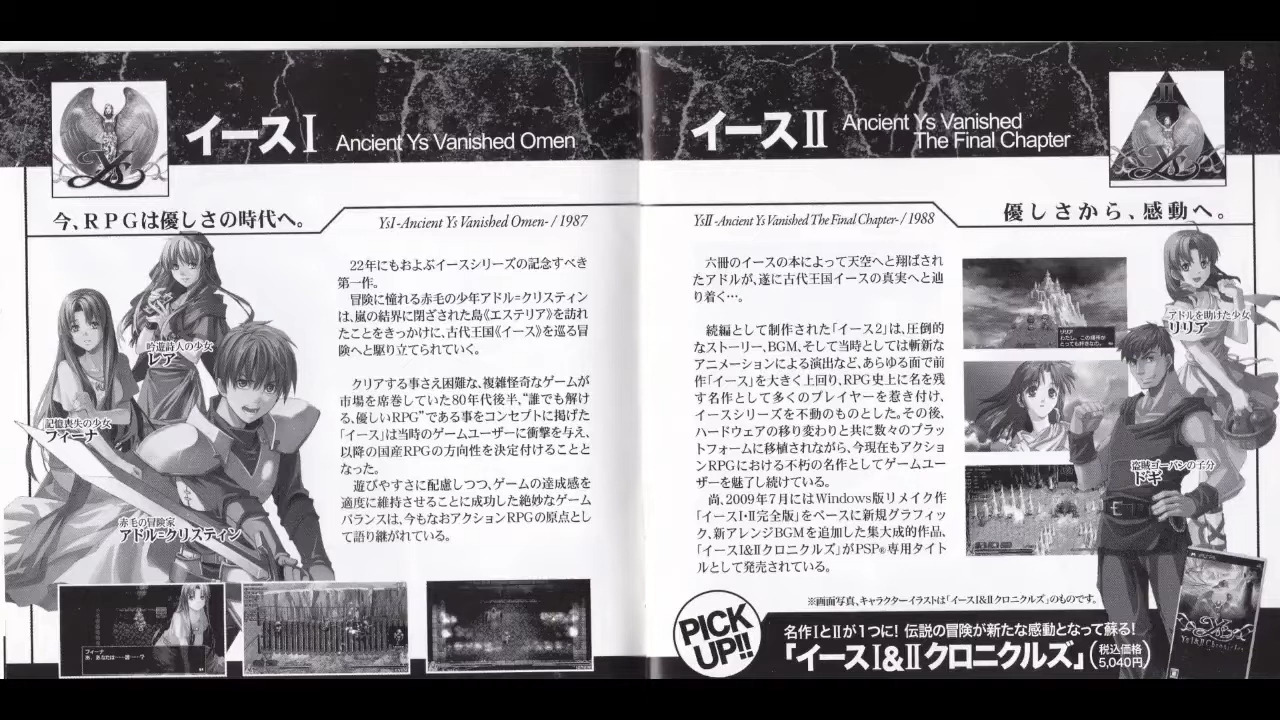 イースⅠ Ancient Ys Vanished Omen
Ys
今、RPGは優しさの時代へ。
YsⅠ-Ancient Ys Vanished Omen- / 1987
22年にもおよぶイースシリーズの記念すべき
第一作。
冒険に憧れる赤毛の少年アドル=クリスティン
は、嵐の結界に閉ざされた島《エステリア》を訪れ
たことをきっかけに、古代王国《イース》を巡る冒
険へと駆り立てられていく。
クリアする事さえ困難な、複雑怪奇なゲームが
市場を席巻していた80年代後半、“誰でも解け
る、優しいRPG”である事をコンセプトに掲げた
「イース」は当時のゲームユーザーに衝撃を与え、
以降の国産RPGの方向性を決定付けることと
なった。
遊びやすさに配慮しつつ、ゲームの達成感を
適度に維持させることに成功した絶妙なゲーム
バランスは、今もなおアクションRPGの原点とし
て語り継がれている。
吟遊詩人の少女
レア
記憶喪失の少女
フィーナ
赤毛の冒険家
アドル=クリスティン
フィーナ
イースⅡ Ancient Ys Vanished
The Final Chapter
Ⅱ
Ys
YsⅡ -Ancient Ys Vanished The Final Chapter- / 1988
優しさから、感動へ。
六冊のイースの本によって天空へと翔ばされ
たアドルが、遂に古代王国イースの真実へと辿
り着く…。
続編として制作された「イース2」は、圧倒的
なストーリー、BGM、そして当時としては斬新な
アニメーションによる演出など、あらゆる面で前
作「イース」を大きく上回り、RPG史上に名を残
す名作として多くのプレイヤーを惹き付け、
イースシリーズを不動のものとした。その後、
ハードウェアの移り変わりと共に数々のプラッ
トフォームに移植されながら、今現在もアクショ
ンRPGにおける不朽の名作としてゲームユー
ザーを魅了し続けている。
尚、2009年7月にはWindows版リメイク作
「イースⅠ・Ⅱ完全版」をベースに新規グラフィッ
ク、新アレンジBGMを追加した集大成的作品、
「イースⅠ&Ⅱクロニクルズ」がPSP®専用タイト
ルとして発売されている。
リリア
わたし、この場所が
とっても好きなの。
アドルを助けた少女
リリア
盗賊ゴーバンの子分
ドギ
※画面写真、キャラクターイラストは「イースⅠ&Ⅱクロニクルズ」のものです。
PICK
UP!!
名作ⅠとⅡが1つに! 伝説の冒険が新たな感動となって蘇る!
「イースⅠ&Ⅱクロニクルズ」(税込価格
5,040円)
Ys
Ys I & II Chronicles